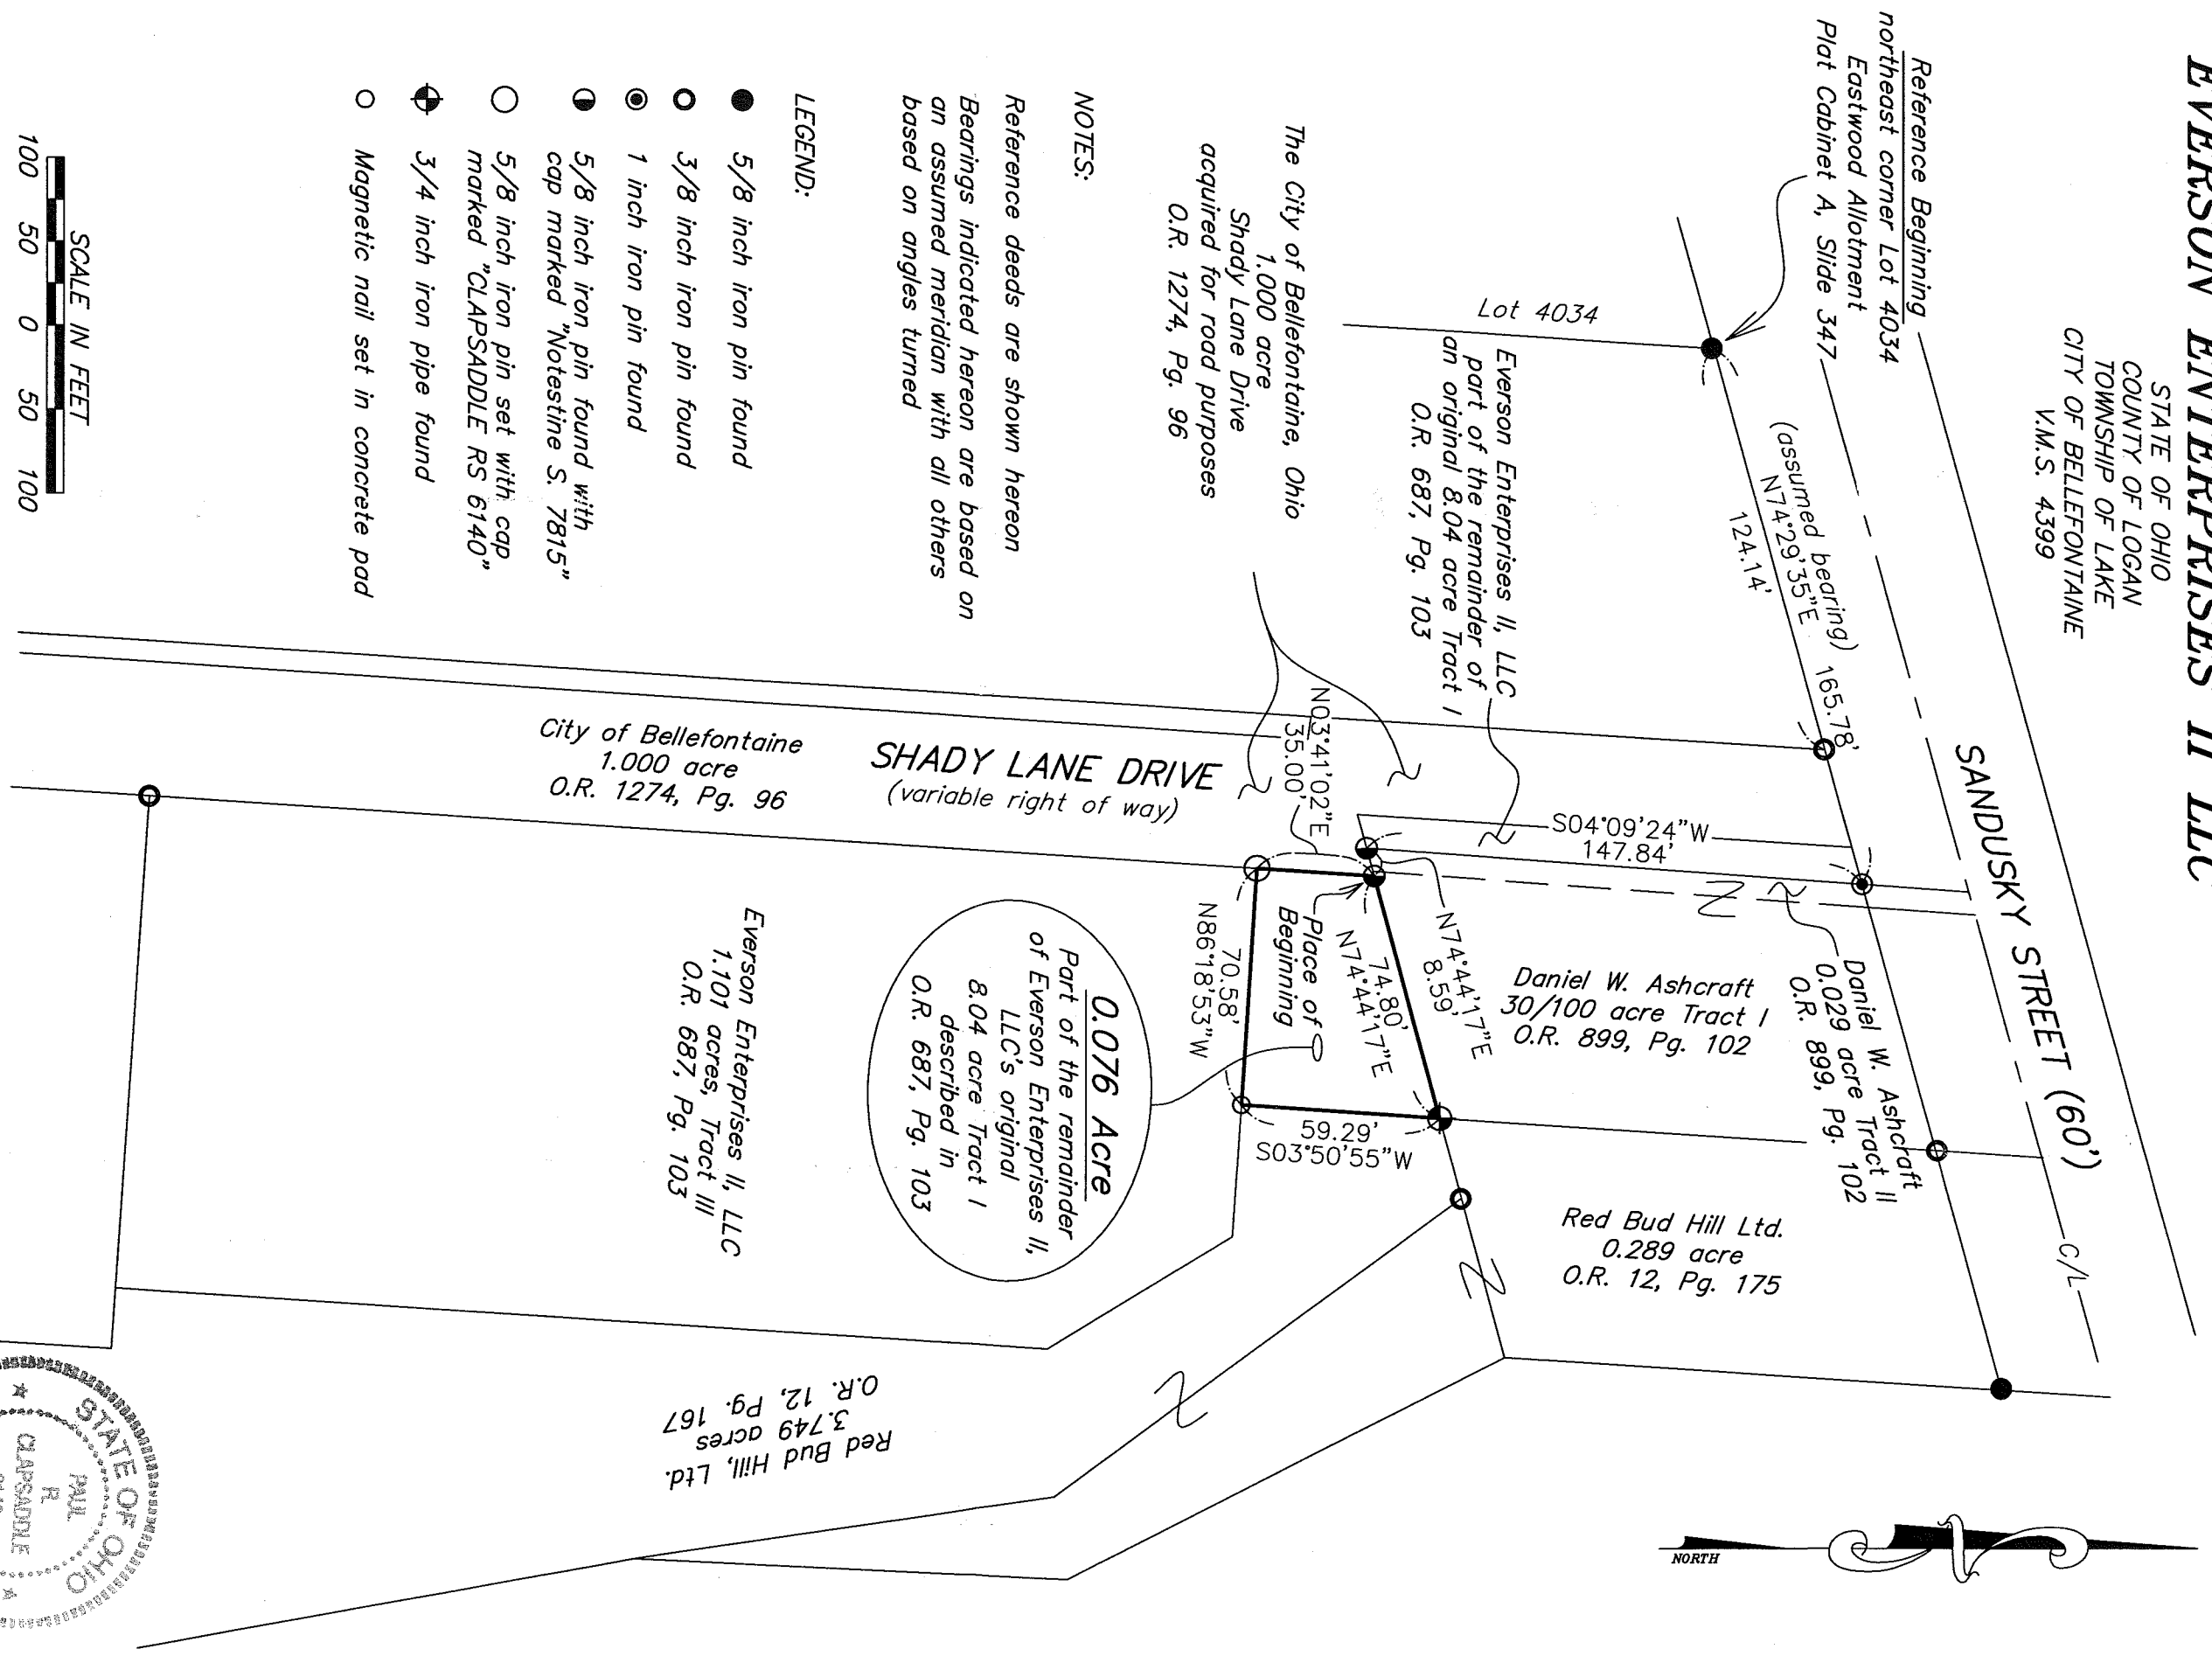 EVERSON ENTERPRISES II LLC
STATE OF OHIO
COUNTY OF LOGAN
TOWNSHIP OF LAKE
CITY OF BELLEFONTAINE
V.M.S. 4399
Reference Beginning
northeast corner Lot 4034
Eastwood Allotment
Plat Cabinet A, Slide 347
SANDUSKY STREET (60')
C/L
(assumed bearing)
N74°29'35"E
124.14'
165.78'
Lot 4034
Everson Enterprises II, LLC
part of the remainder of
an original 8.04 acre Tract I
O.R. 687, Pg. 103
The City of Bellefontaine, Ohio
1.000 acre
Shady Lane Drive
acquired for road purposes
O.R. 1274, Pg. 96
S04°09'24"W
147.84'
Daniel W. Ashcraft
0.029 acre Tract II
O.R. 899, Pg. 102
Daniel W. Ashcraft
30/100 acre Tract I
O.R. 899, Pg. 102
N74°44'17"E
8.59'
74.80'
N74°44'17"E
Place of
Beginning
N03°41'02"E
35.00'
70.58'
N86°18'53"W
59.29'
S03°50'55"W
Red Bud Hill Ltd.
0.289 acre
O.R. 12, Pg. 175
NORTH
NOTES:
Reference deeds are shown hereon
Bearings indicated hereon are based on
an assumed meridian with all others
based on angles turned
LEGEND:
5/8 inch iron pin found
3/8 inch iron pin found
1 inch iron pin found
5/8 inch iron pin found with
cap marked "Notestine S. 7815"
5/8 inch iron pin set with cap
marked "CLAPSADDLE RS 6140"
3/4 inch iron pipe found
Magnetic nail set in concrete pad
SHADY LANE DRIVE
(variable right of way)
City of Bellefontaine
1.000 acre
O.R. 1274, Pg. 96
0.076 Acre
Part of the remainder
of Everson Enterprises II,
LLC's original
8.04 acre Tract I
described in
O.R. 687, Pg. 103
Everson Enterprises II, LLC
1.101 acres, Tract III
O.R. 687, Pg. 103
Red Bud Hill, Ltd.
3.749 acres
O.R. 12, Pg. 167
SCALE IN FEET
100 50 0 50 100
STATE OF OHIO
PAUL
R.
CLAPSADDLE